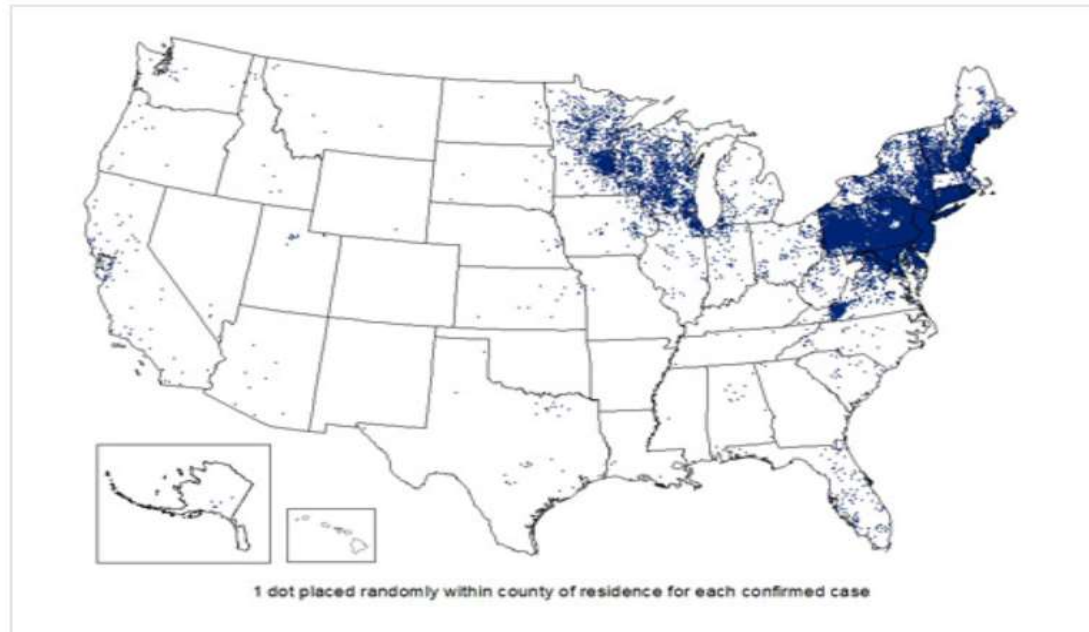 1 dot placed randomly within county of residence for each confirmed case